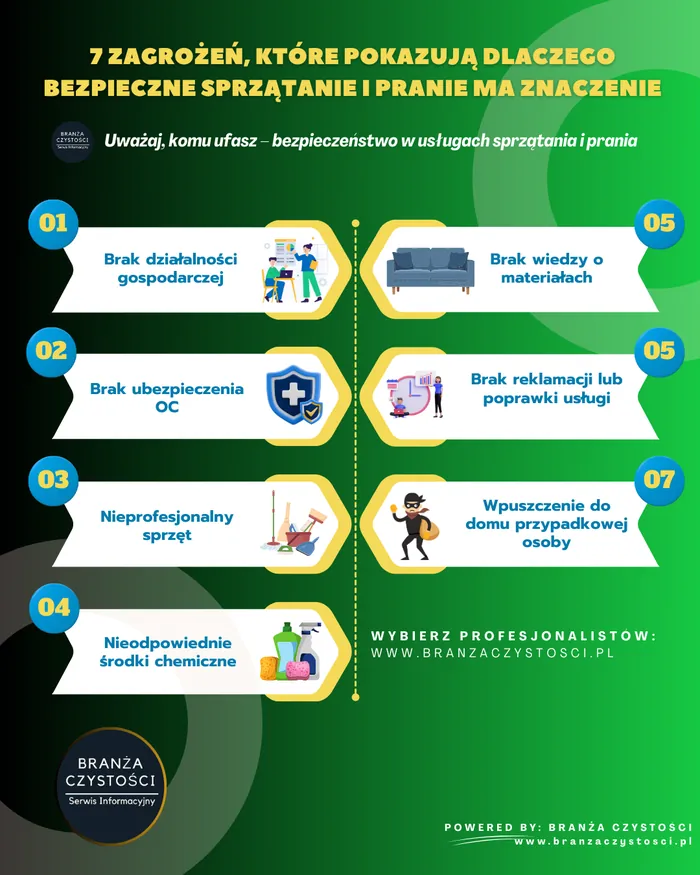 7 ZAGROŻEŃ, KTÓRE POKAZUJĄ DLACZEGO
BEZPIECZNE SPRZĄTANIE I PRANIE MA ZNACZENIE
BRANŻA
CZYSTOŚCI
Serwis Informacyjny
Uważaj, komu ufasz – bezpieczeństwo w usługach sprzątania i prania
01
Brak działalności
gospodarczej
02
Brak ubezpieczenia
OC
03
Nieprofesjonalny
sprzęt
04
Nieodpowiednie
środki chemiczne
05
Brak wiedzy o
materiałach
05
Brak reklamacji lub
poprawki usługi
07
Wpuszczenie do
domu przypadkowej
osoby
WYBIERZ PROFESJONALISTÓW:
WWW.BRANZACZYSTOSCI.PL
BRANŻA
CZYSTOŚCI
Serwis Informacyjny
POWERED BY: BRANŻA CZYSTOŚCI
www.branzaczystosci.pl